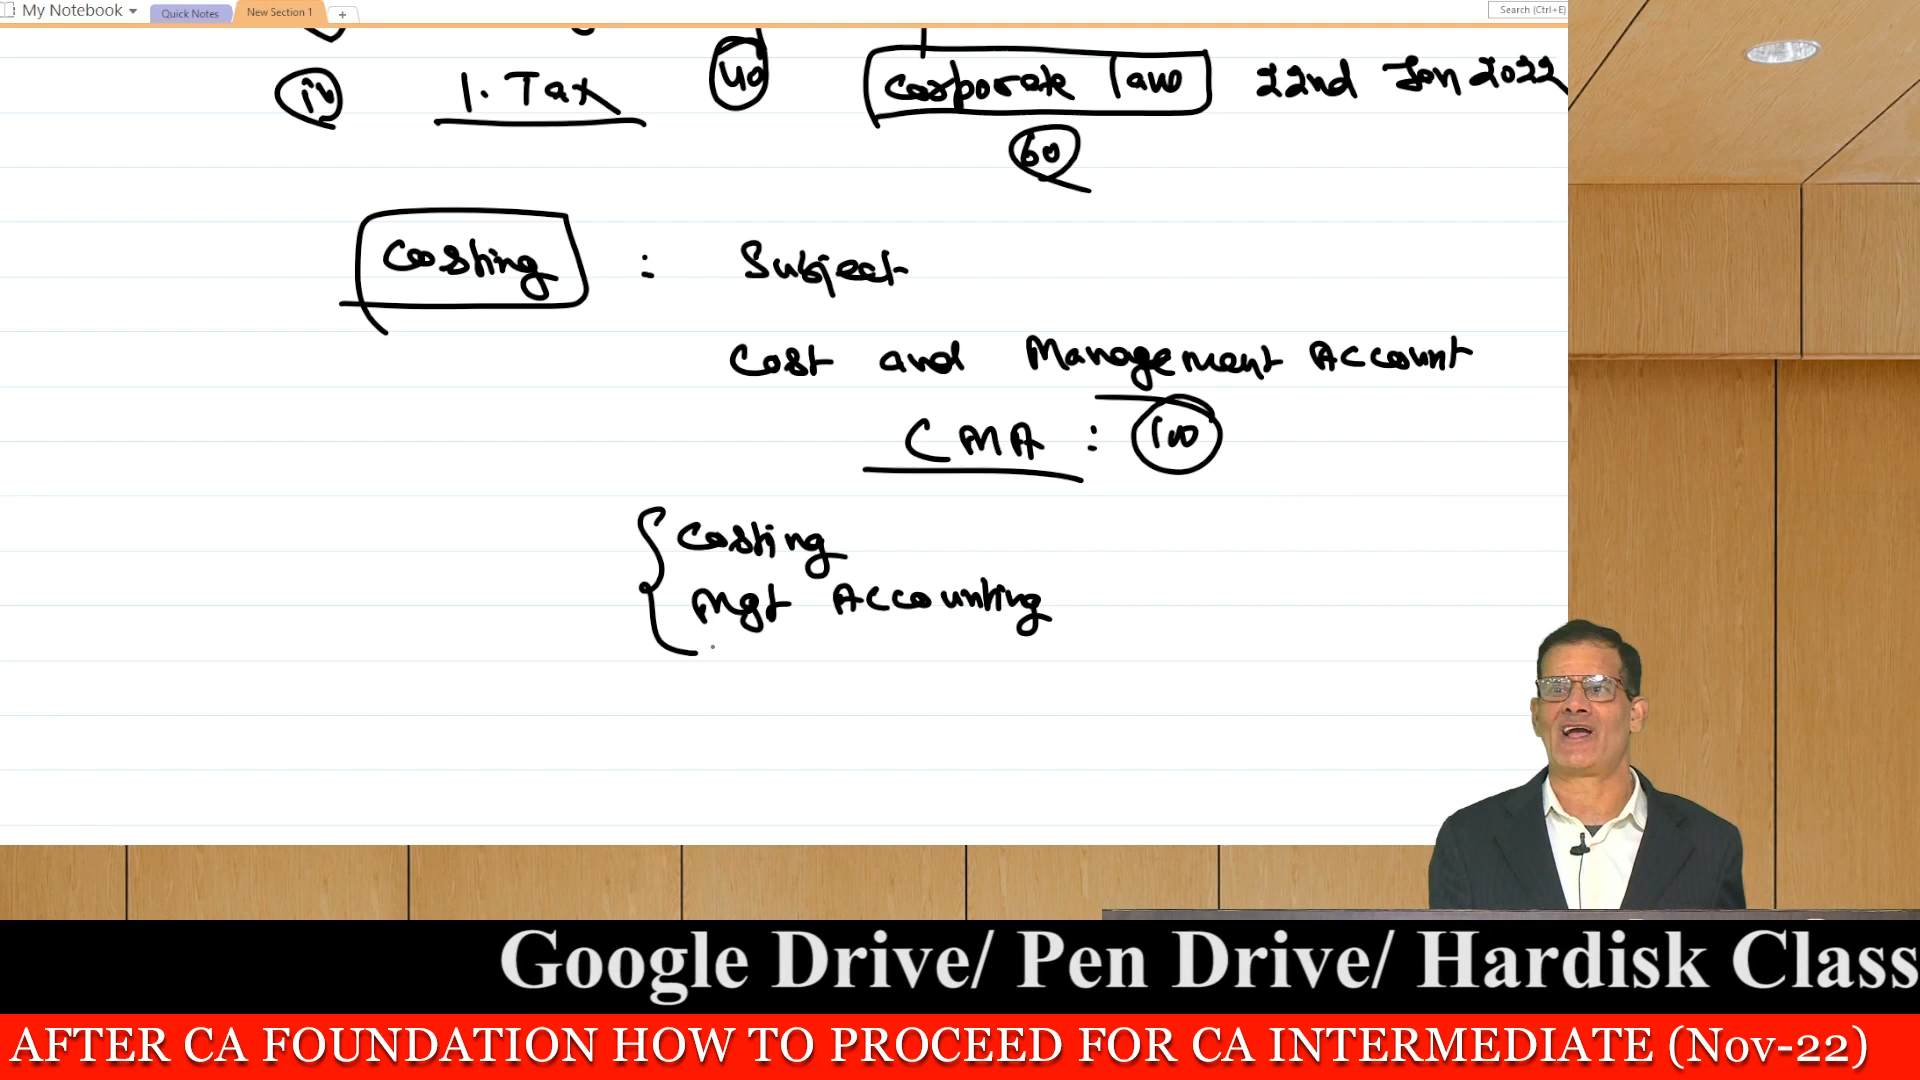 My Notebook Quick Notes New Section 1 + Search (Ctrl+E)
iv 1. Tax 40 Corporate law 22nd Jan 2022
60
Costing : Subject
Cost and Management Account
CMA : 100
Costing
Mgt Accounting
Google Drive/ Pen Drive/ Hardisk Class
AFTER CA FOUNDATION HOW TO PROCEED FOR CA INTERMEDIATE (Nov-22)